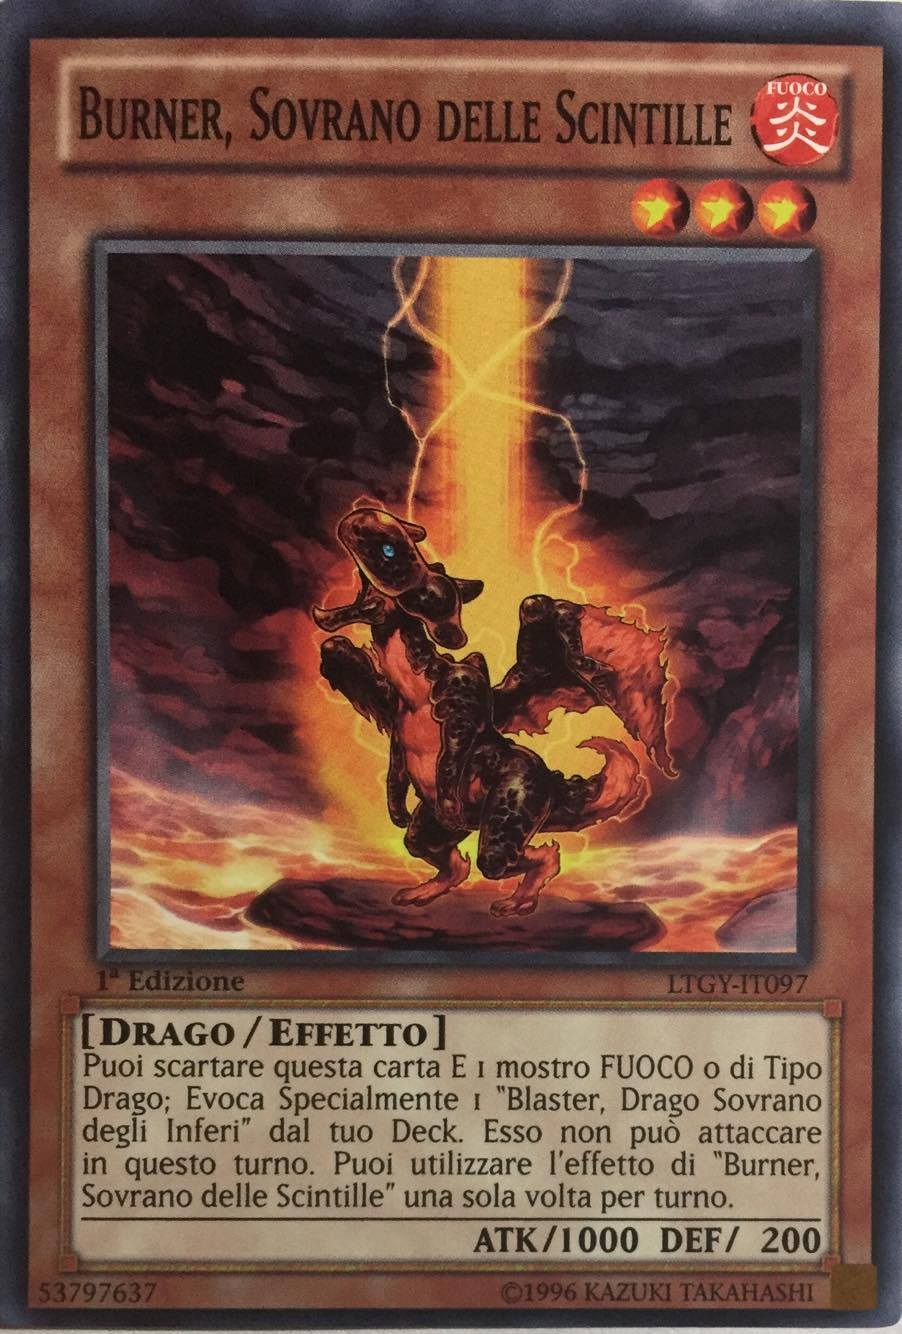 BURNER, SOVRANO DELLE SCINTILLE
FUOCO
炎
1ª Edizione
LTGY-IT097
[DRAGO/EFFETTO]
Puoi scartare questa carta E 1 mostro FUOCO o di Tipo
Drago; Evoca Specialmente 1 "Blaster, Drago Sovrano
degli Inferi" dal tuo Deck. Esso non può attaccare
in questo turno. Puoi utilizzare l'effetto di "Burner,
Sovrano delle Scintille" una sola volta per turno.
ATK/1000 DEF/ 200
53797637
©1996 KAZUKI TAKAHASHI